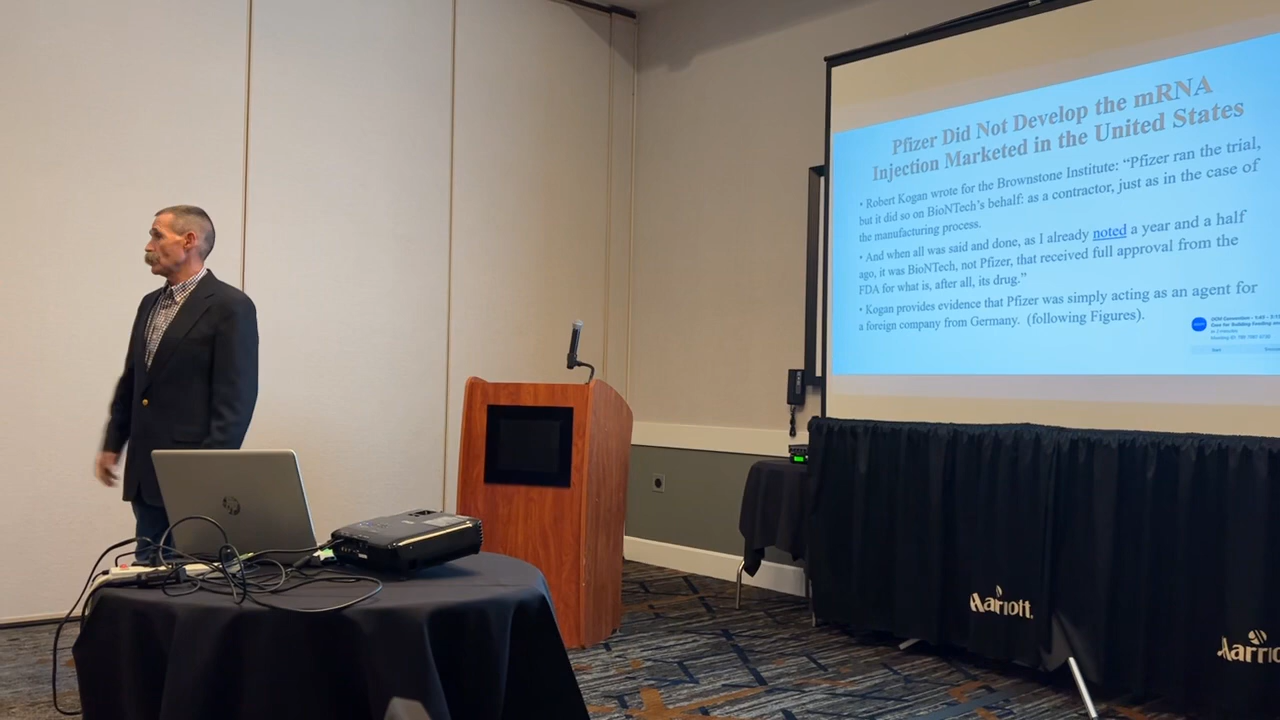 Pfizer Did Not Develop the mRNA
Injection Marketed in the United States
• Robert Kogan wrote for the Brownstone Institute: “Pfizer ran the trial,
but it did so on BioNTech’s behalf: as a contractor, just as in the case of
the manufacturing process.
• And when all was said and done, as I already noted a year and a half
ago, it was BioNTech, not Pfizer, that received full approval from the
FDA for what is, after all, its drug.”
• Kogan provides evidence that Pfizer was simply acting as an agent for
a foreign company from Germany. (following Figures).
hp